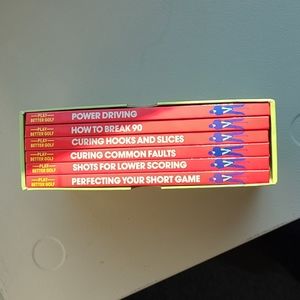 PLAY
BETTER GOLF
POWER DRIVING
V
PLAY
BETTER GOLF
HOW TO BREAK 90
V
PLAY
BETTER GOLF
CURING HOOKS AND SLICES
V
PLAY
BETTER GOLF
CURING COMMON FAULTS
V
PLAY
BETTER GOLF
SHOTS FOR LOWER SCORING
V
PLAY
BETTER GOLF
PERFECTING YOUR SHORT GAME
V